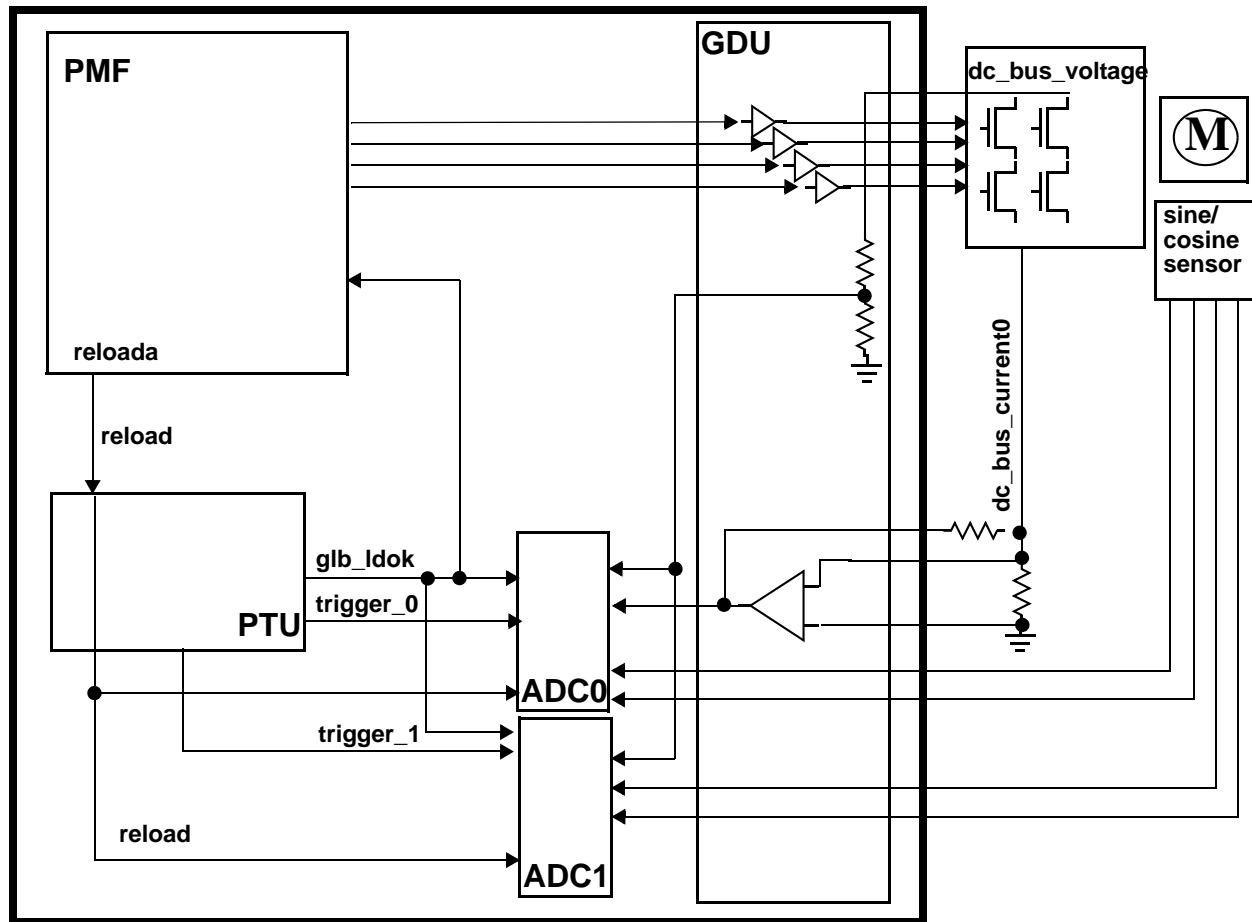 GDU
PMF
dc_bus_voltage
M
sine/
cosine
sensor
reloada
dc_bus_current0
reload
glb_ldok
trigger_0
PTU
ADC0
trigger_1
reload
ADC1